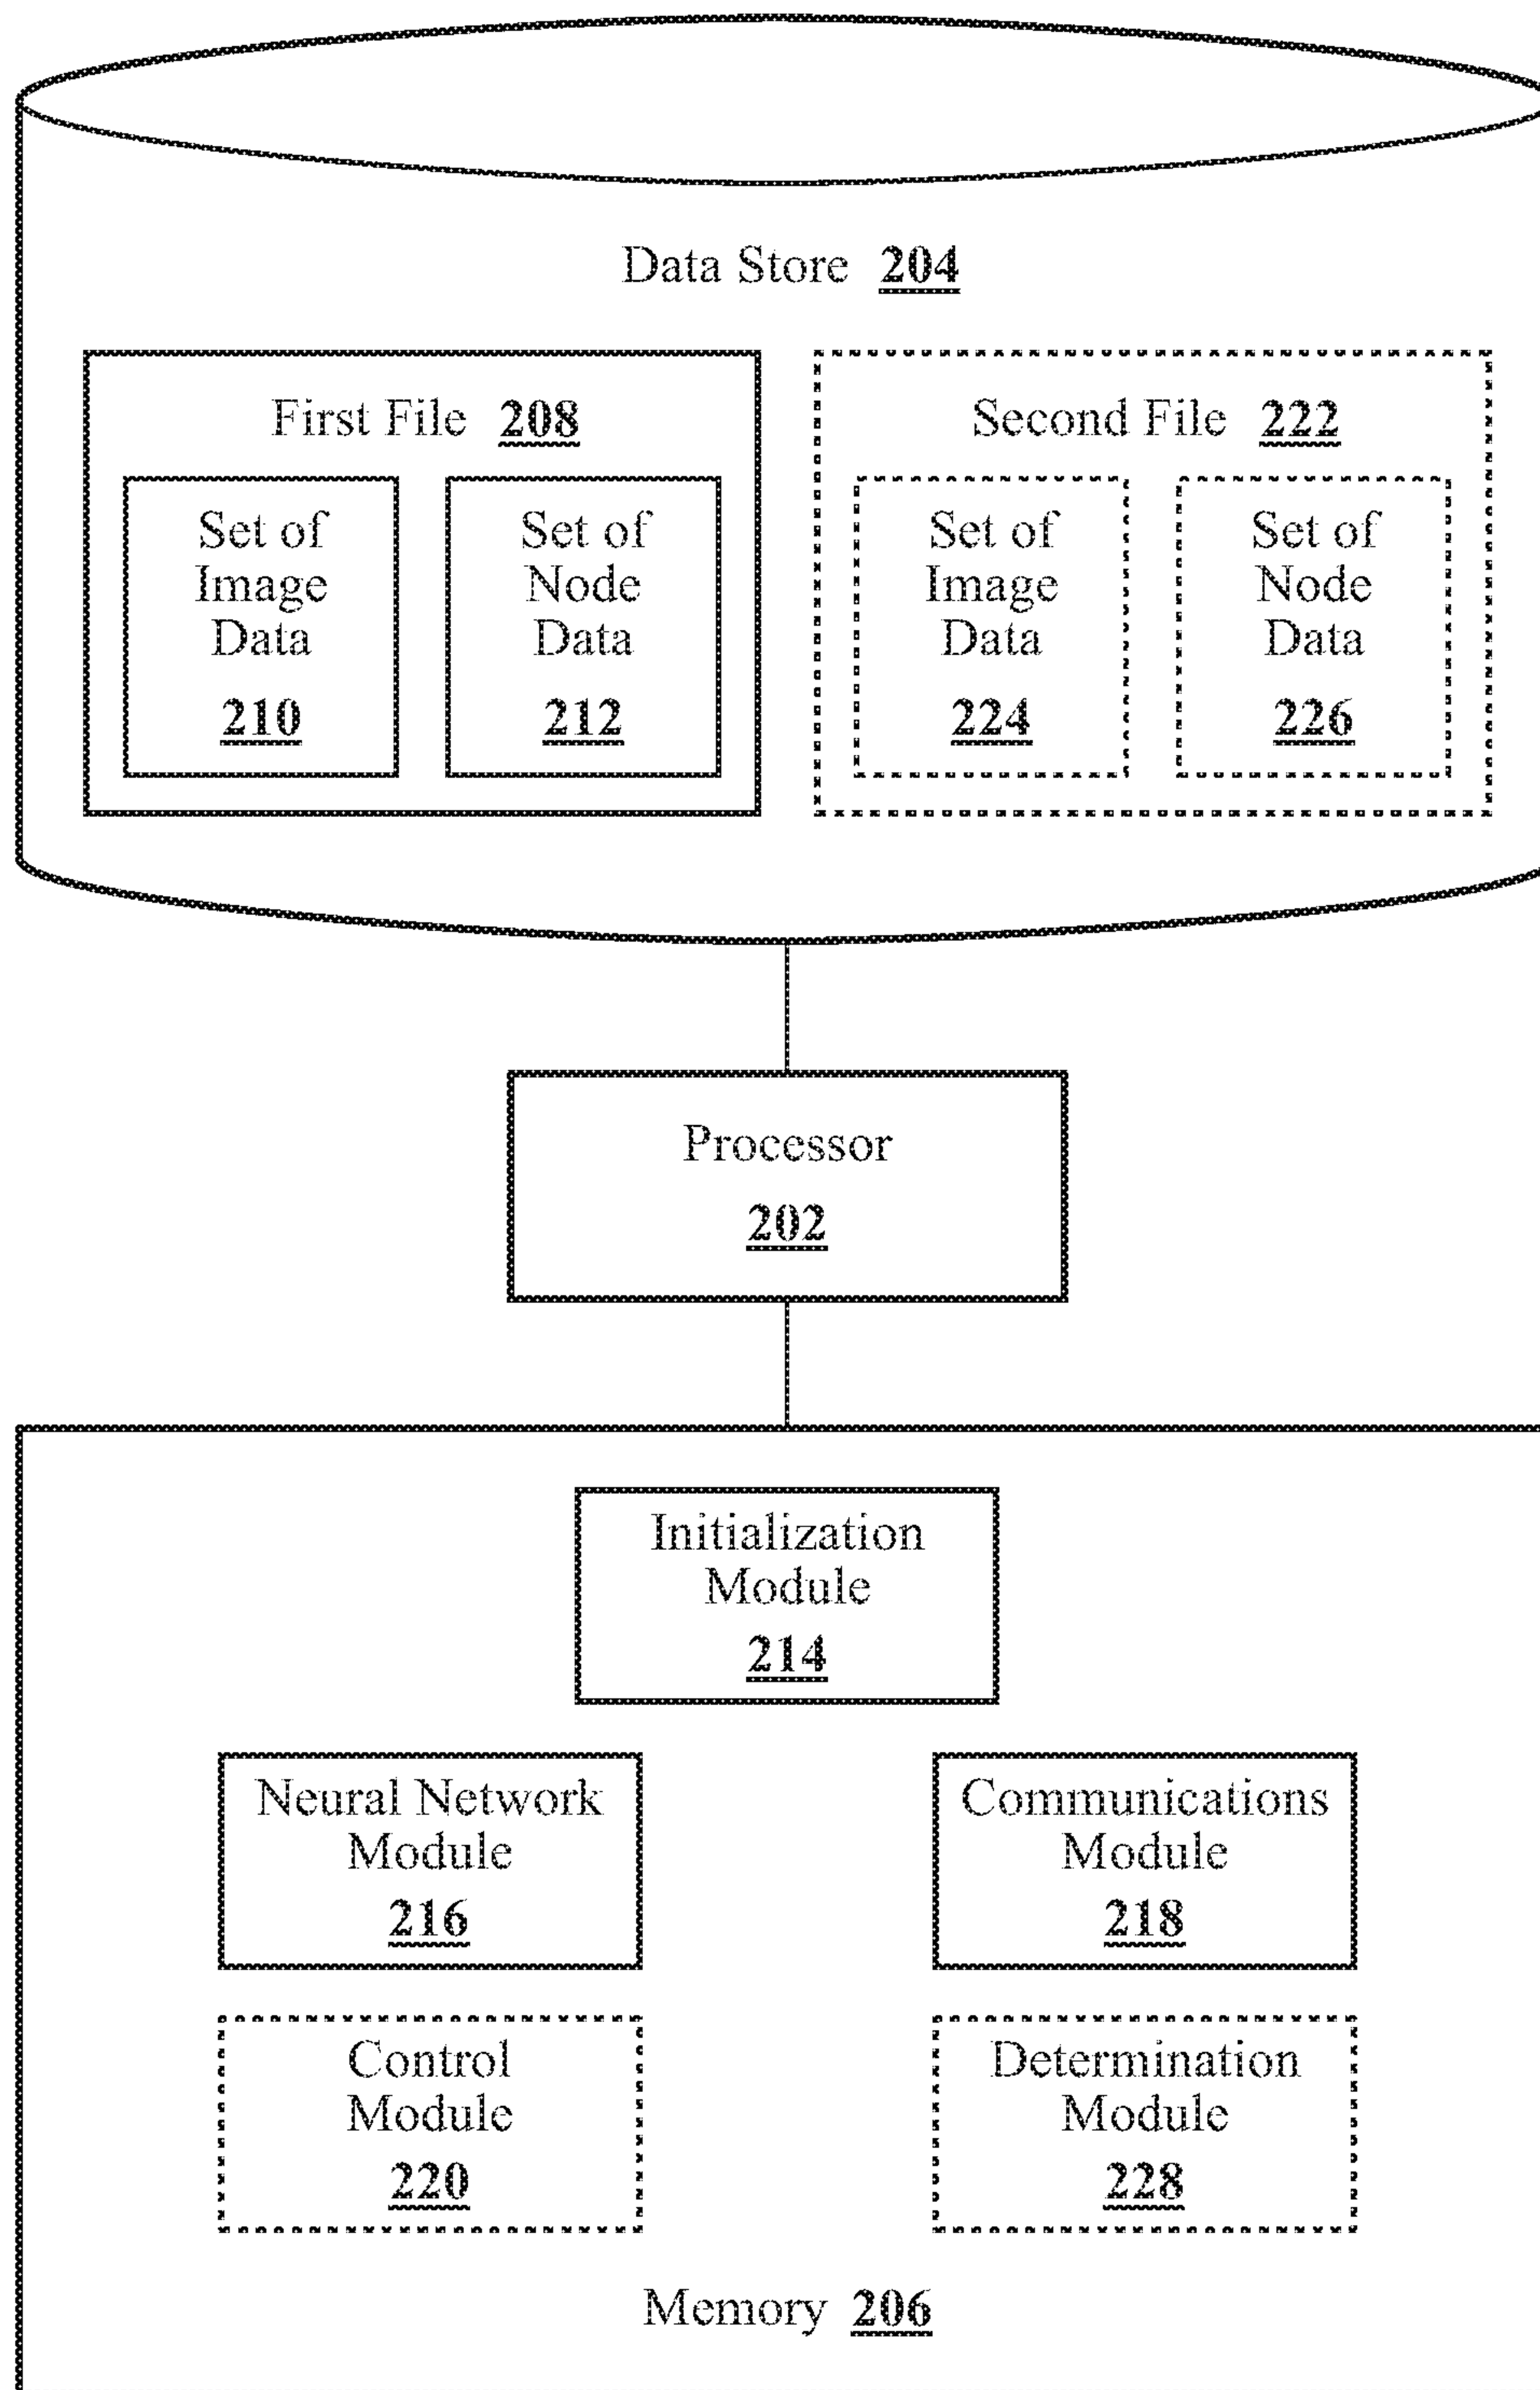 Data Store 204
First File 208
Set of
Image
Data
210
Set of
Node
Data
212
Second File 222
Set of
Image
Data
224
Set of
Node
Data
226
Processor
202
Initialization
Module
214
Neural Network
Module
216
Communications
Module
218
Control
Module
220
Determination
Module
228
Memory 206